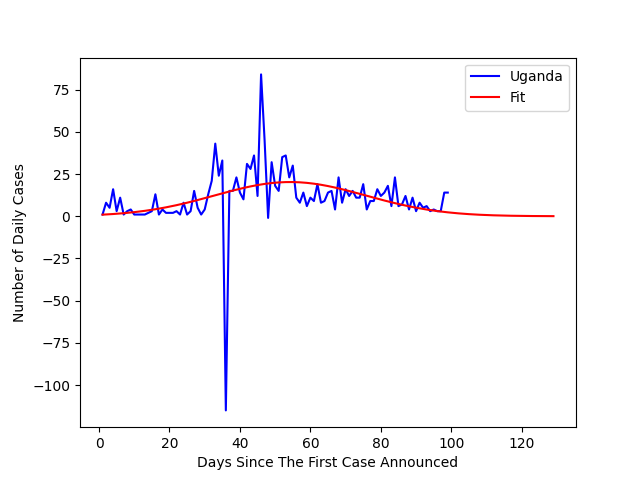 Uganda
Fit
75
50
25
0
−25
−50
−75
−100
Number of Daily Cases
0 20 40 60 80 100 120
Days Since The First Case Announced